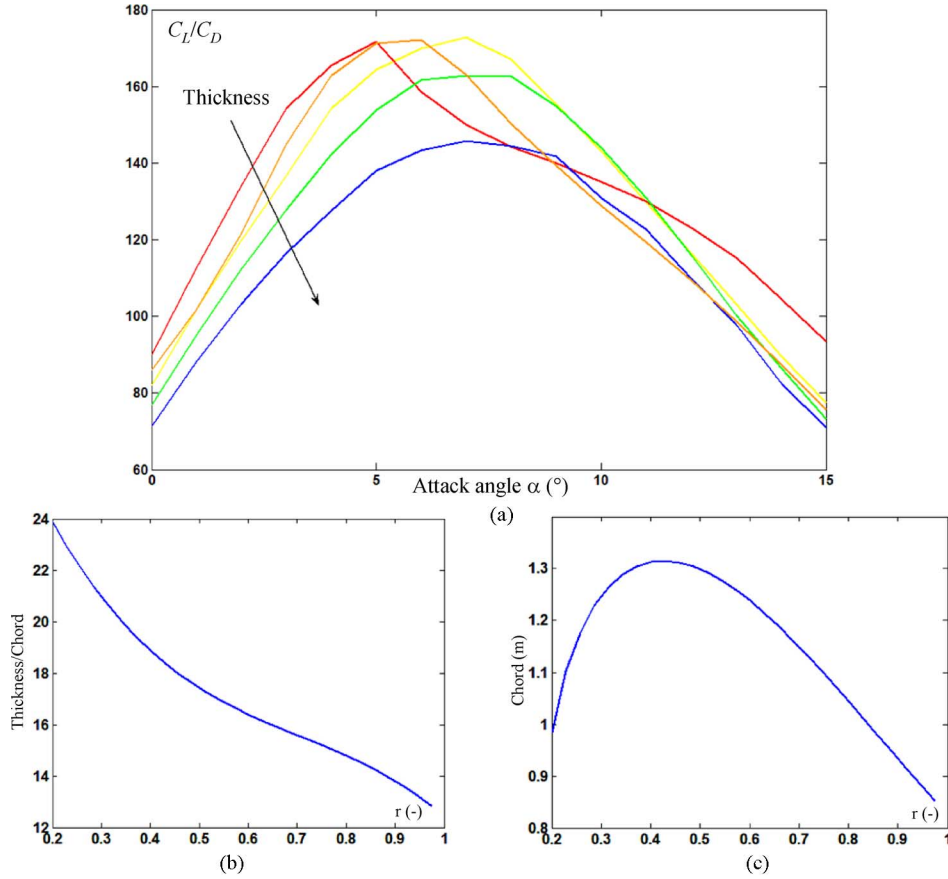 180
C_L/C_D
160
Thickness
140
120
100
80
60
0 5 10 15
Attack angle α (°)
(a)
24
22
20
18
16
14
12
Thickness/Chord
r (-)
0.2 0.3 0.4 0.5 0.6 0.7 0.8 0.9 1
(b)
1.3
1.2
1.1
1
0.9
0.8
Chord (m)
r (-)
0.2 0.3 0.4 0.5 0.6 0.7 0.8 0.9 1
(c)